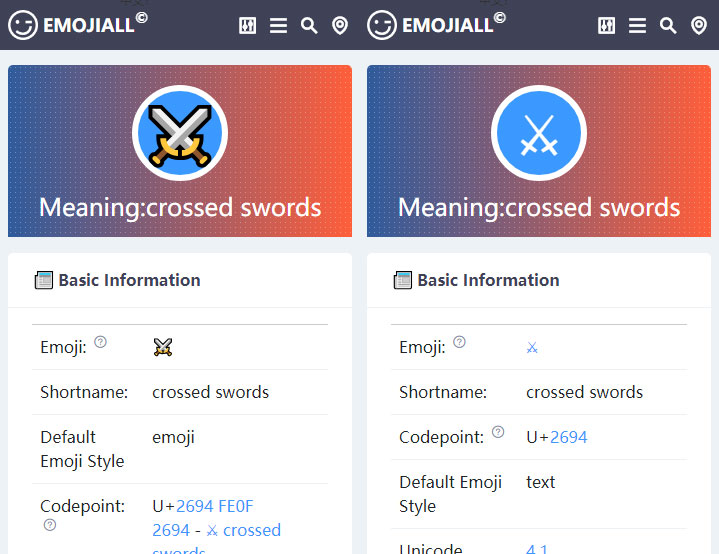 EMOJIALL©
Meaning:crossed swords
Basic Information
Emoji: ? ⚔️
Shortname: crossed swords
Default
Emoji Style emoji
Codepoint: U+2694 FE0F
? 2694 - ⚔ crossed
swords
EMOJIALL©
Meaning:crossed swords
Basic Information
Emoji: ? ⚔
Shortname: crossed swords
Codepoint: ? U+2694
Default Emoji
Style text
Unicode 4.1